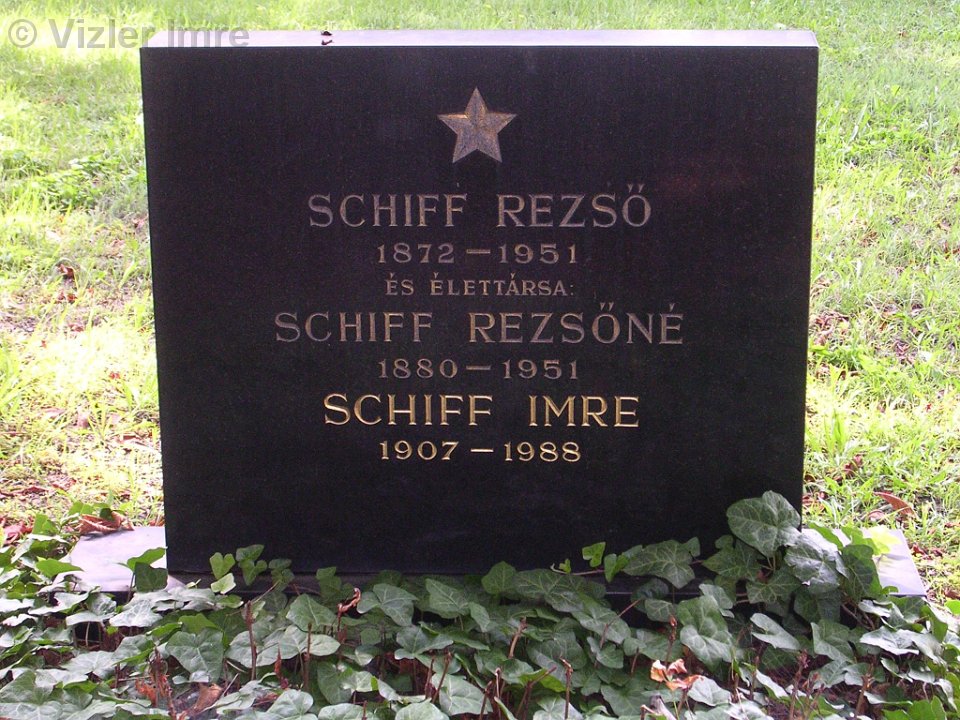 © Vizler Imre
SCHIFF REZSŐ
1872 – 1951
ÉS ÉLETTÁRSA:
SCHIFF REZSŐNÉ
1880 – 1951
SCHIFF IMRE
1907 – 1988